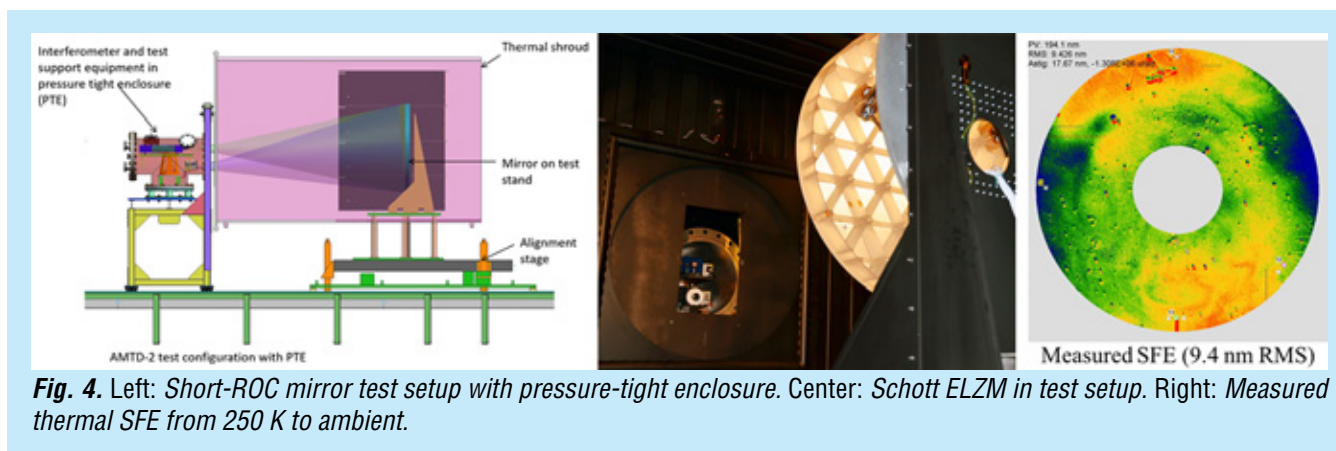 Interferometer and test
support equipment in
pressure tight enclosure
(PTE)
Thermal shroud
Mirror on test
stand
Alignment
stage
AMTD-2 test configuration with PTE
PV: 194.1 nm
RMS: 9.426 nm
Measured SFE (9.4 nm RMS)
Fig. 4. Left: Short-ROC mirror test setup with pressure-tight enclosure. Center: Schott ELZM in test setup. Right: Measured
thermal SFE from 250 K to ambient.